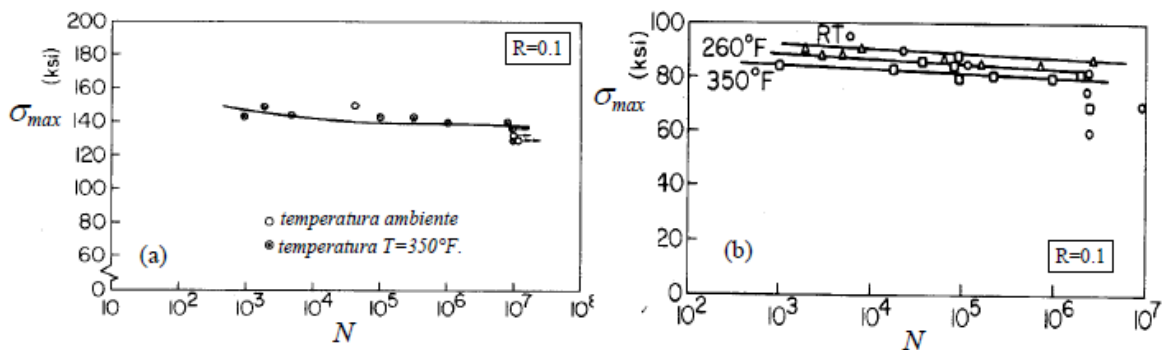 200
180
160
σmax (ksi)
140
120
100
80
60
0
10
10²
10³
10⁴
10⁵
10⁶
10⁷
10⁸
N
R=0.1
temperatura ambiente
temperatura T=350°F.
(a)
100
80
60
40
20
0
σmax (ksi)
RT
260°F
350°F
10²
10³
10⁴
10⁵
10⁶
10⁷
N
(b)
R=0.1